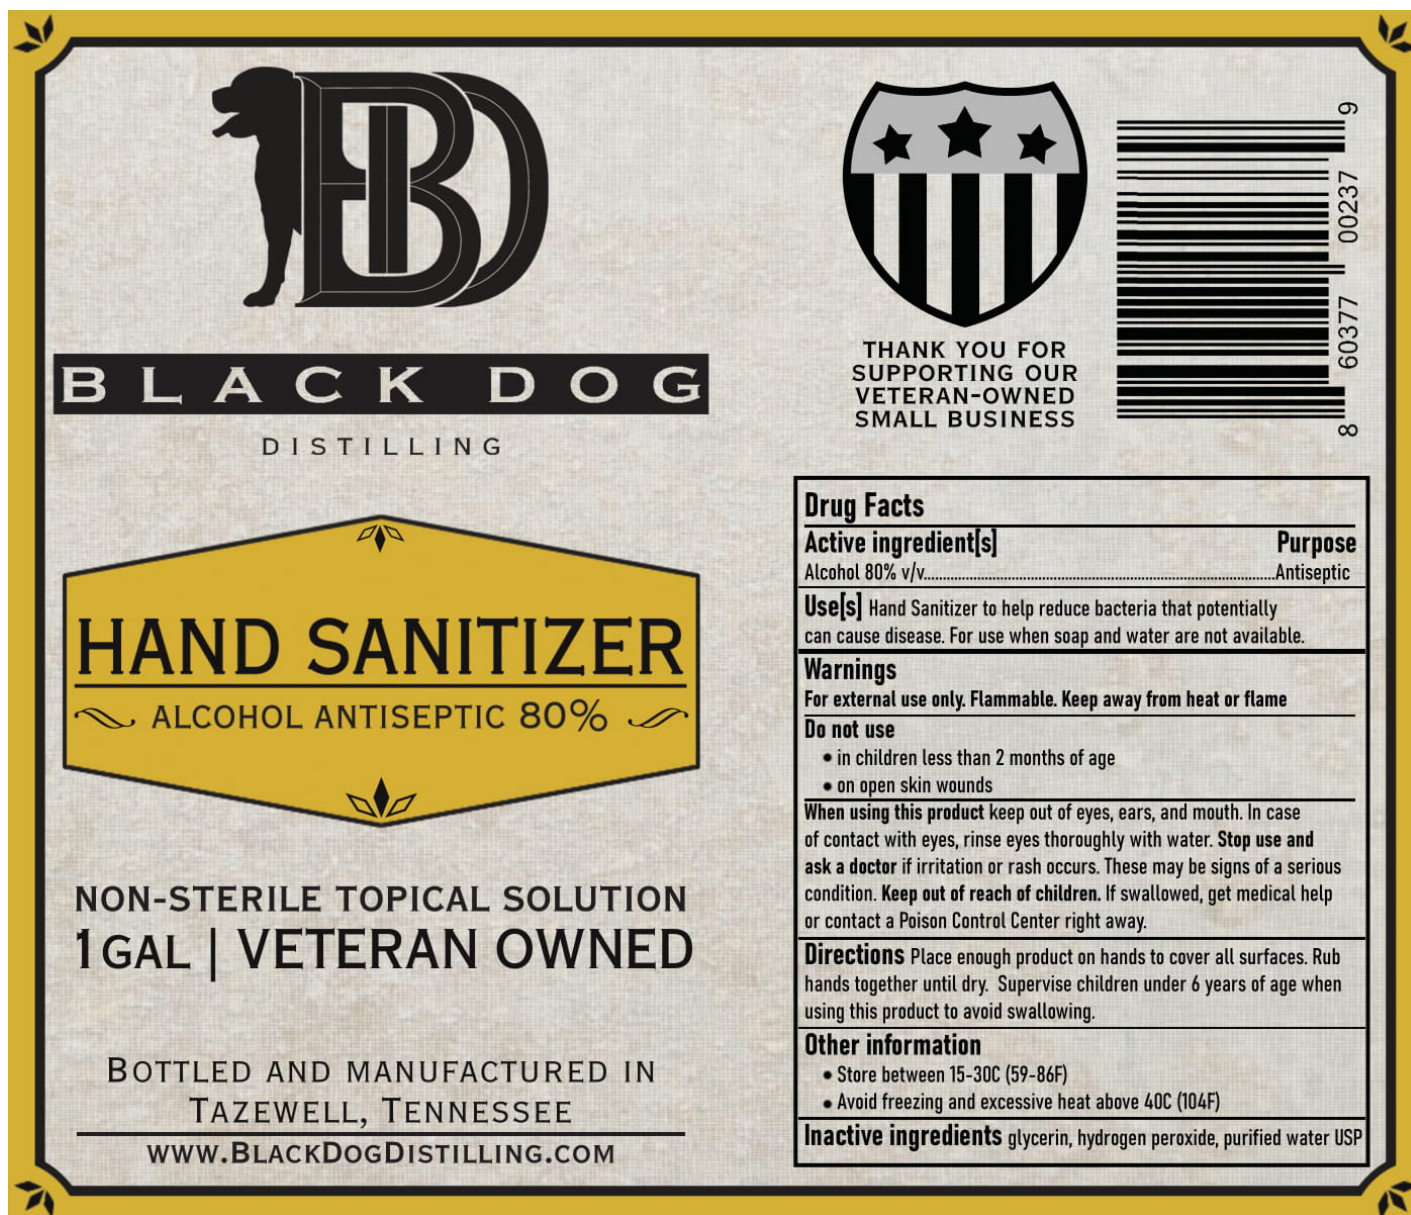 BD
BLACK DOG
DISTILLING
HAND SANITIZER
ALCOHOL ANTISEPTIC 80%
NON-STERILE TOPICAL SOLUTION
1 GAL | VETERAN OWNED
BOTTLED AND MANUFACTURED IN
TAZEWELL, TENNESSEE
WWW.BLACKDOGDISTILLING.COM
THANK YOU FOR
SUPPORTING OUR
VETERAN-OWNED
SMALL BUSINESS
8 60377 00237 9
Drug Facts
Active ingredient[s] Purpose
Alcohol 80% v/v..........................................................................................Antiseptic
Use[s] Hand Sanitizer to help reduce bacteria that potentially
can cause disease. For use when soap and water are not available.
Warnings
For external use only. Flammable. Keep away from heat or flame
Do not use
• in children less than 2 months of age
• on open skin wounds
When using this product keep out of eyes, ears, and mouth. In case
of contact with eyes, rinse eyes thoroughly with water. Stop use and
ask a doctor if irritation or rash occurs. These may be signs of a serious
condition. Keep out of reach of children. If swallowed, get medical help
or contact a Poison Control Center right away.
Directions Place enough product on hands to cover all surfaces. Rub
hands together until dry. Supervise children under 6 years of age when
using this product to avoid swallowing.
Other information
• Store between 15-30C (59-86F)
• Avoid freezing and excessive heat above 40C (104F)
Inactive ingredients glycerin, hydrogen peroxide, purified water USP